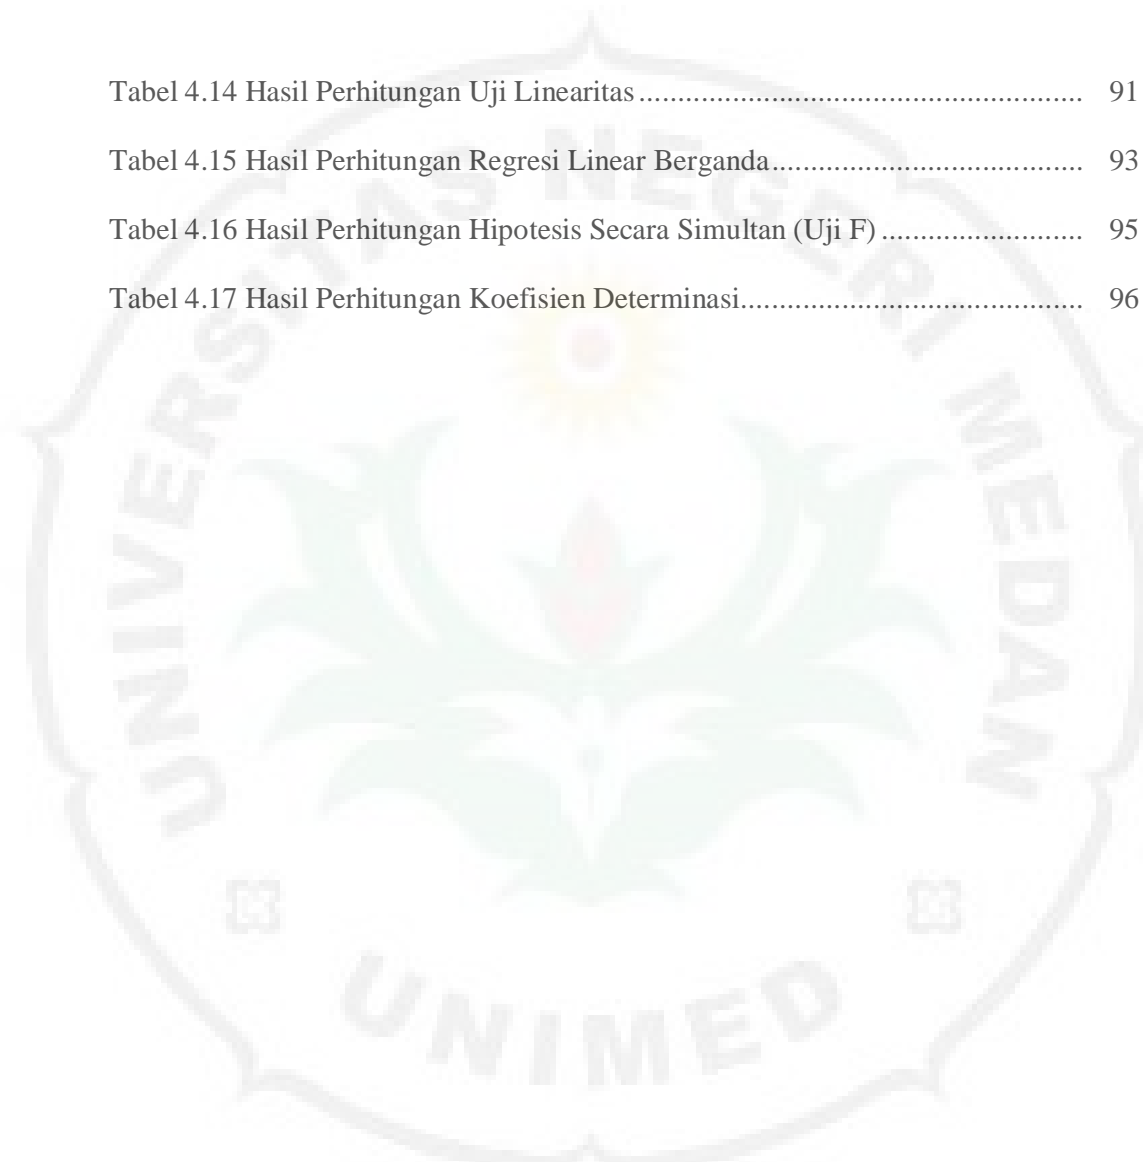 Tabel 4.14 Hasil Perhitungan Uji Linearitas ......................................................... 91
Tabel 4.15 Hasil Perhitungan Regresi Linear Berganda........................................ 93
Tabel 4.16 Hasil Perhitungan Hipotesis Secara Simultan (Uji F) .......................... 95
Tabel 4.17 Hasil Perhitungan Koefisien Determinasi............................................ 96
UNIVERSITAS NEGERI MEDAN
UNIMED